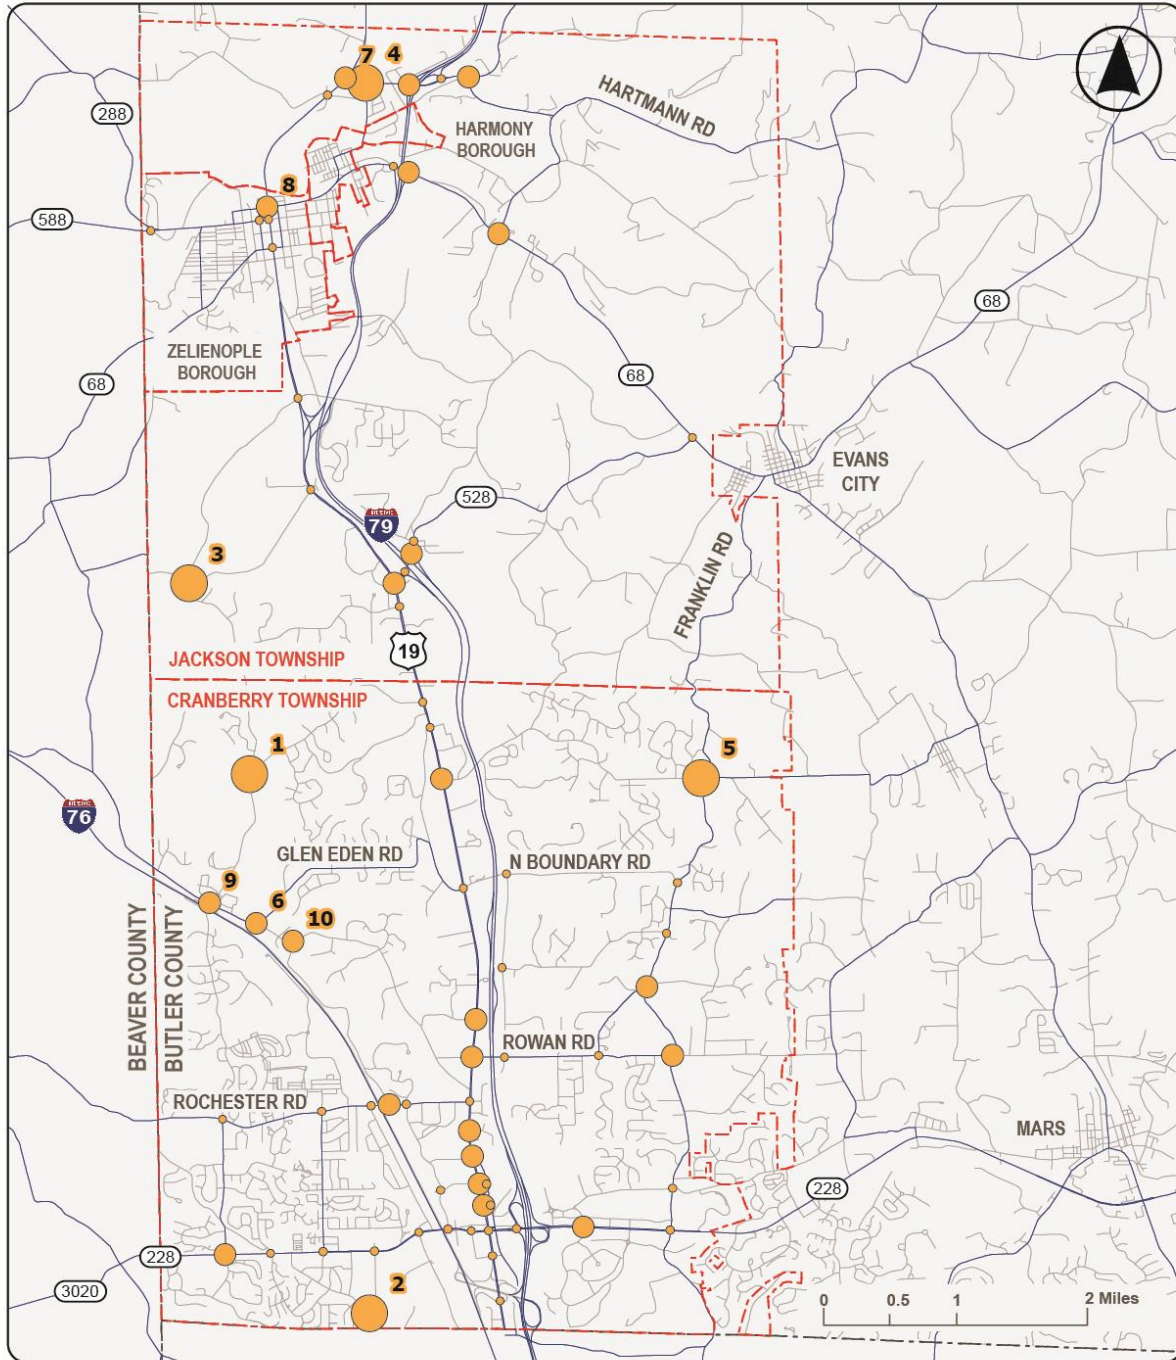 7 4
288
HARTMANN RD
HARMONY
BOROUGH
8
588
68
ZELIENOPLE
BOROUGH
68
68
EVANS
CITY
528
79
3
FRANKLIN RD
19
JACKSON TOWNSHIP
CRANBERRY TOWNSHIP
1
5
76
GLEN EDEN RD
N BOUNDARY RD
9
6
10
BEAVER COUNTY
BUTLER COUNTY
ROWAN RD
ROCHESTER RD
MARS
228
228
3020
2
0 0.5 1 2 Miles